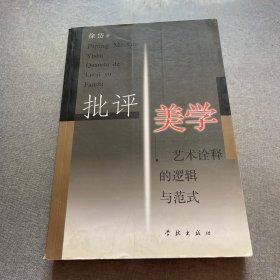 徐岱 著
Piping Meixue
Yishu
Quanshi de
Luoji yu
Fanshi
批评
美学
艺术诠释
的逻辑
与范式
学林出版社